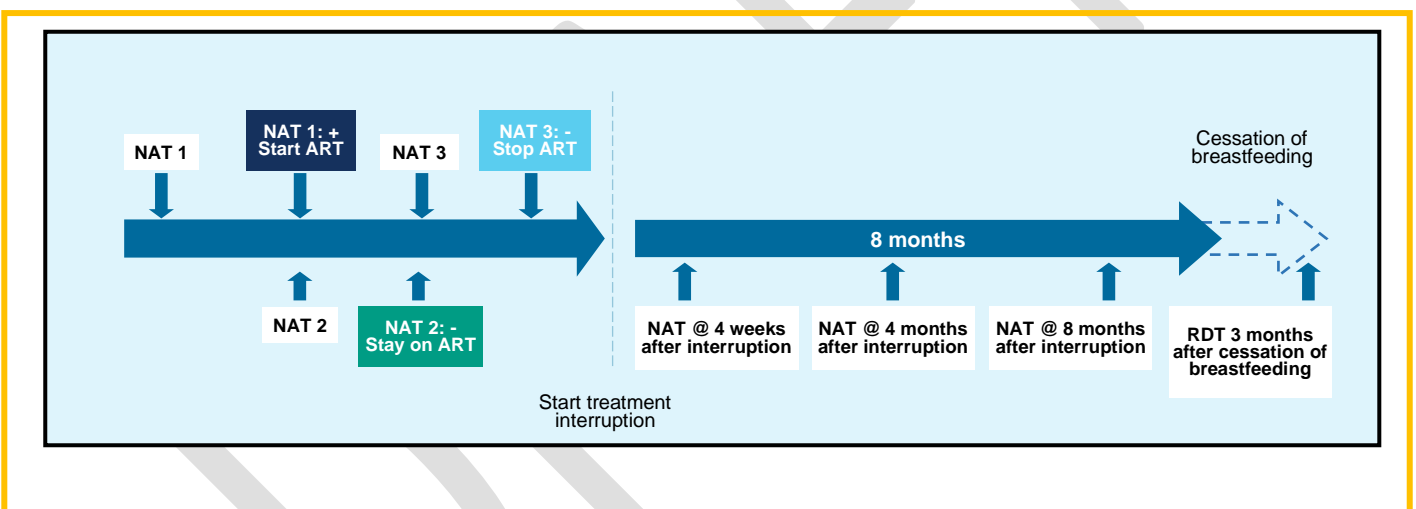 NAT 1
NAT 1: +
Start ART
NAT 3
NAT 3: -
Stop ART
Cessation of
breastfeeding
8 months
NAT 2
NAT 2: -
Stay on ART
NAT @ 4 weeks
after interruption
NAT @ 4 months
after interruption
NAT @ 8 months
after interruption
RDT 3 months
after cessation of
breastfeeding
Start treatment
interruption